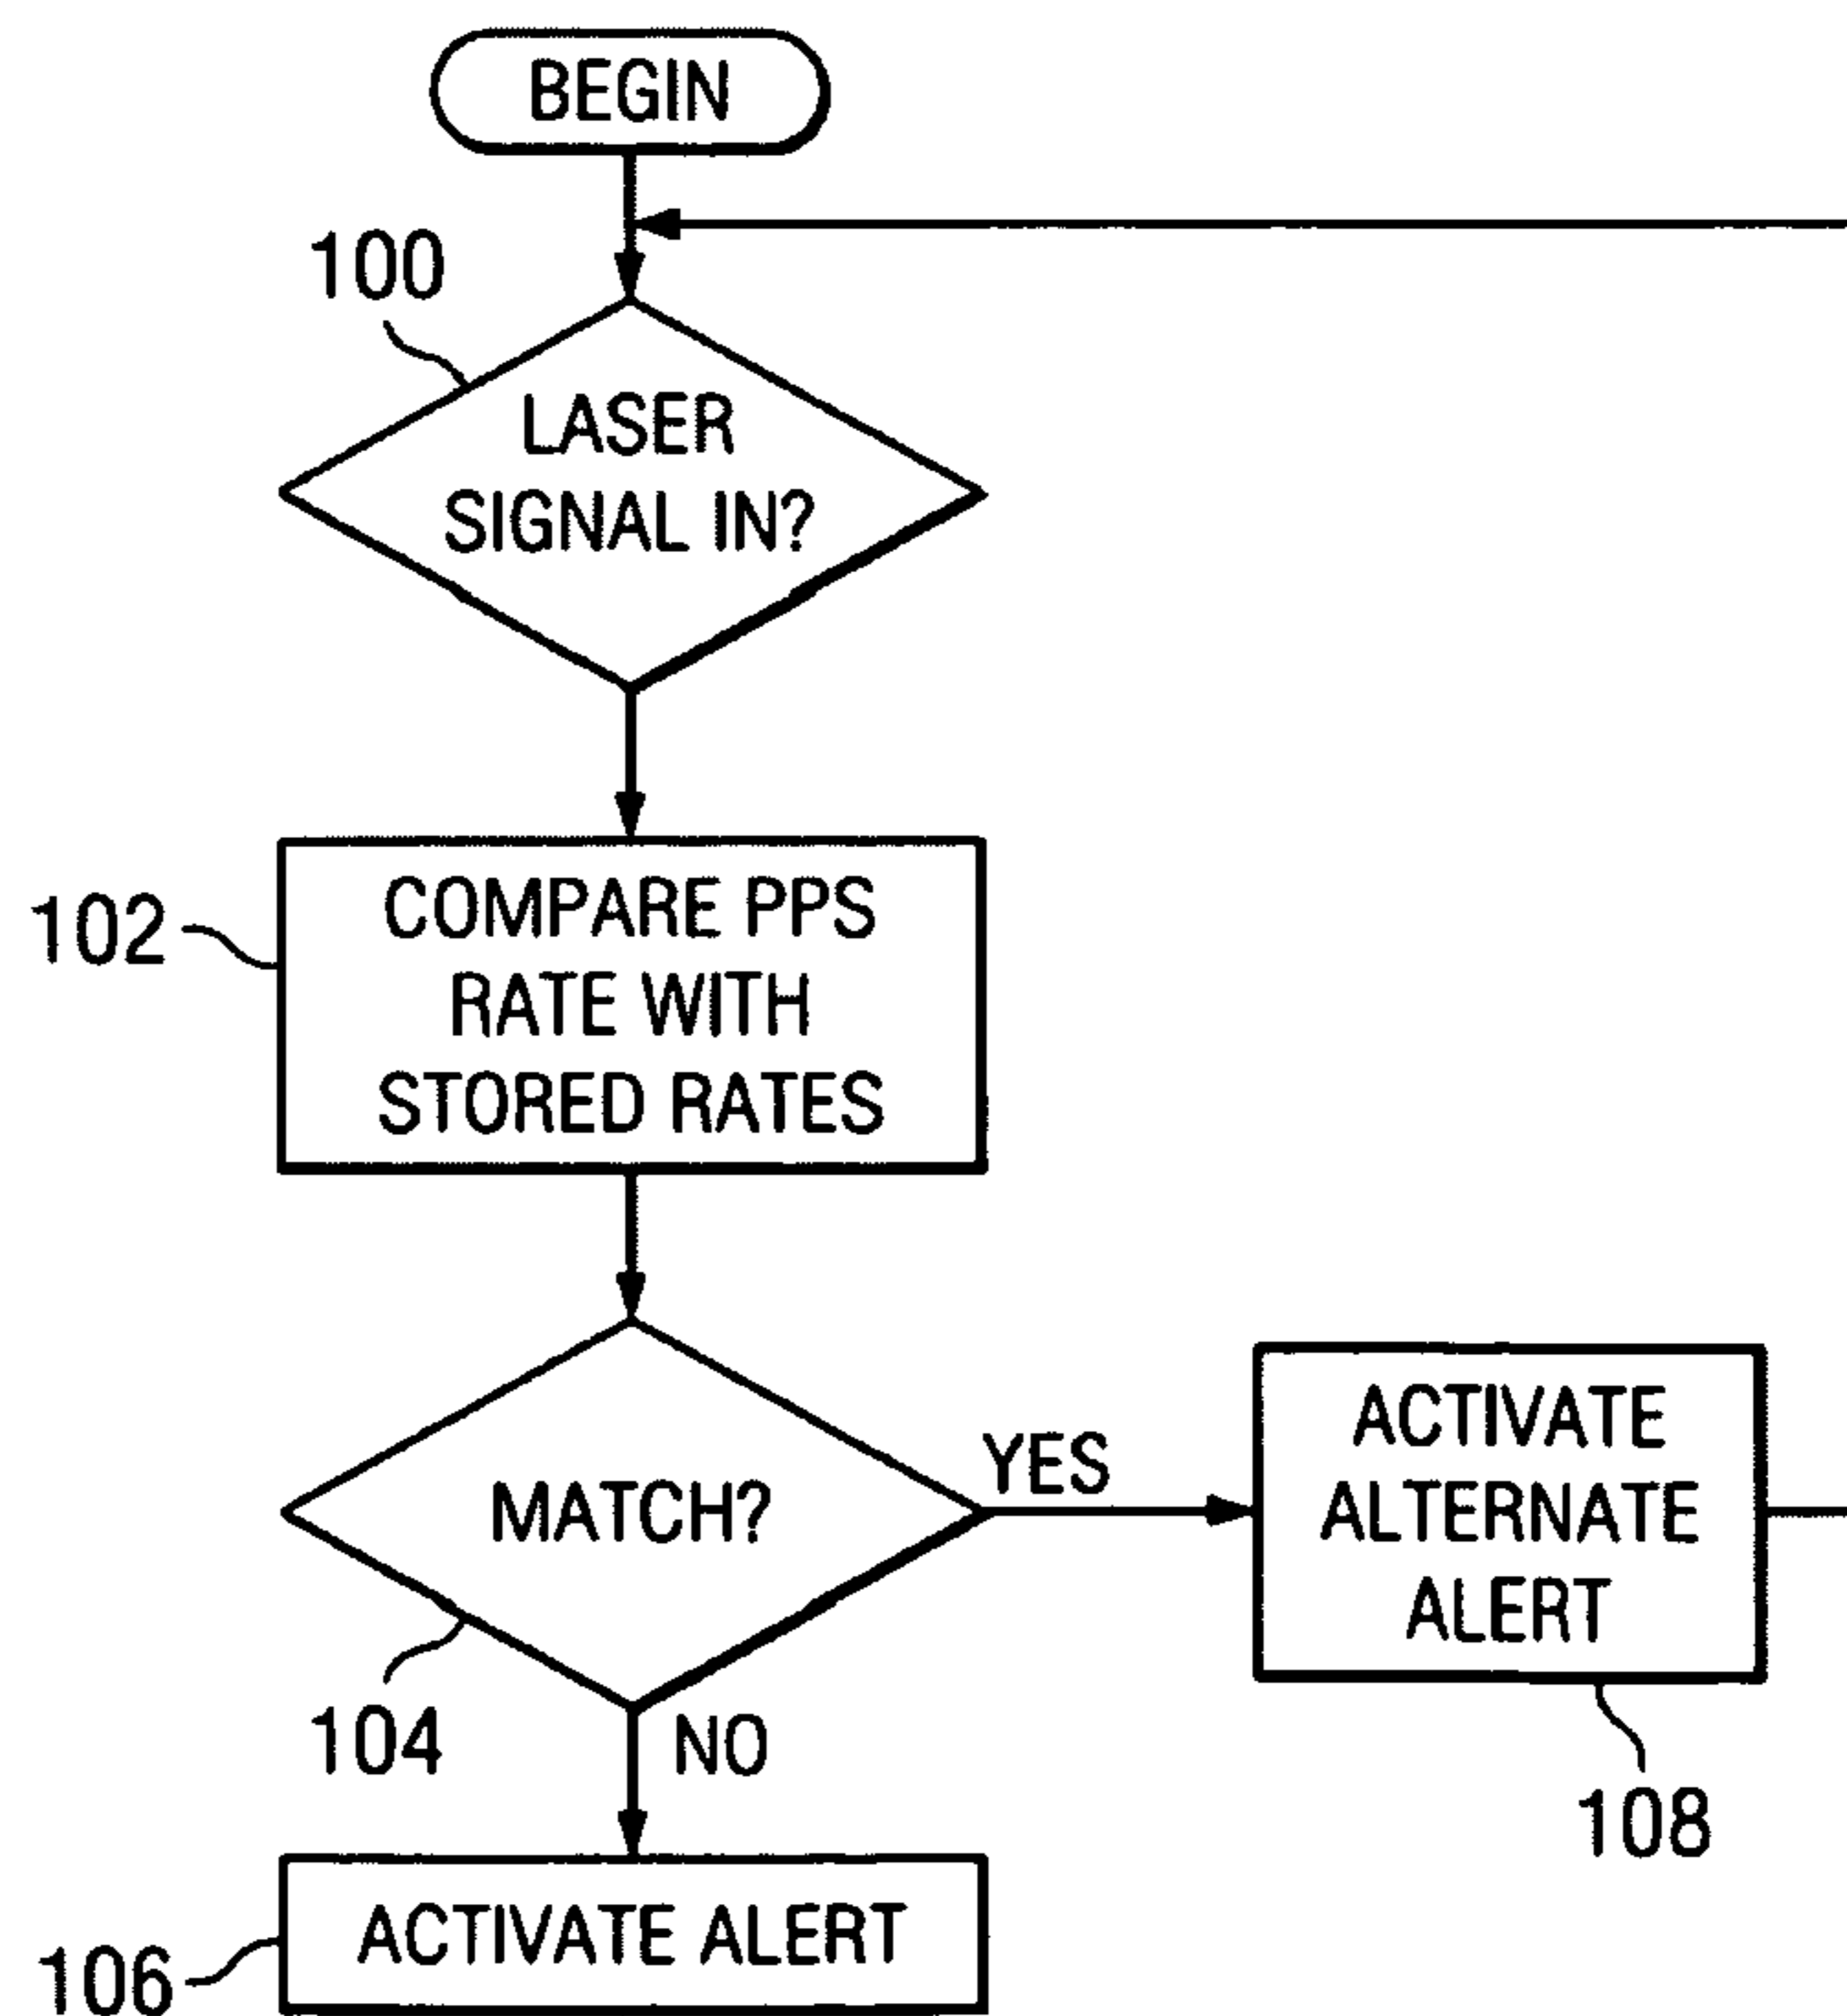 BEGIN
100
LASER
SIGNAL IN?
102
COMPARE PPS
RATE WITH
STORED RATES
MATCH?
YES
104
NO
ACTIVATE
ALTERNATE
ALERT
108
106
ACTIVATE ALERT